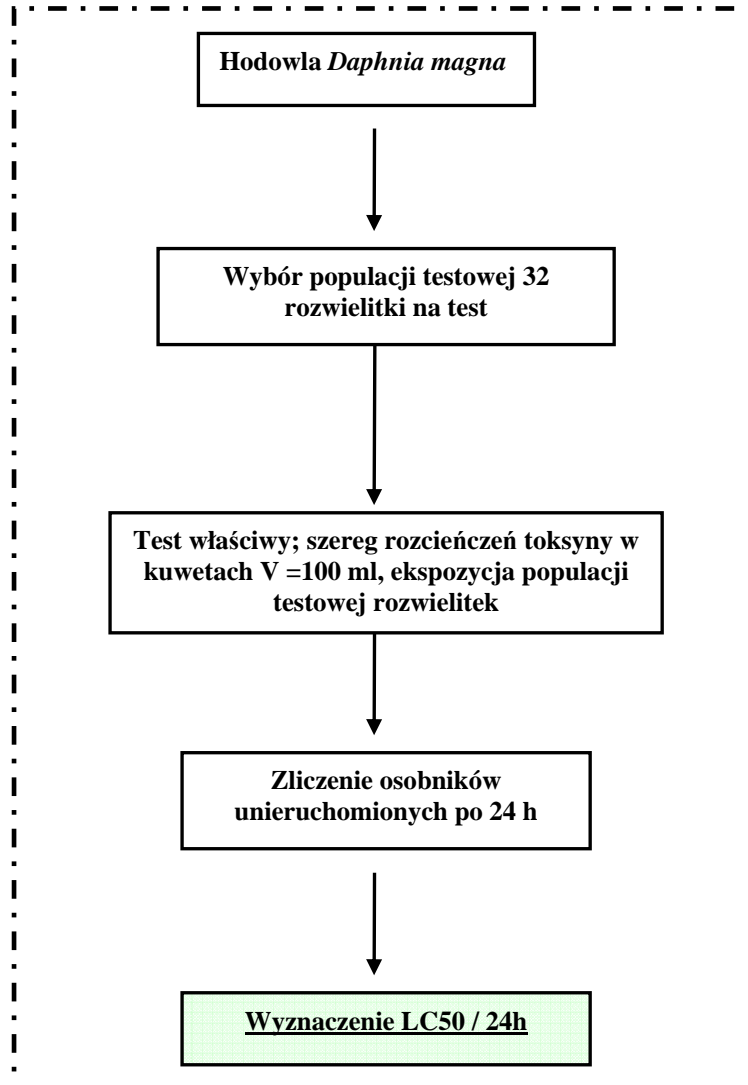 Hodowla Daphnia magna
Wybór populacji testowej 32
rozwielitki na test
Test właściwy; szereg rozcieńczeń toksyny w
kuwetach V =100 ml, ekspozycja populacji
testowej rozwielitek
Zliczenie osobników
unieruchomionych po 24 h
Wyznaczenie LC50 / 24h